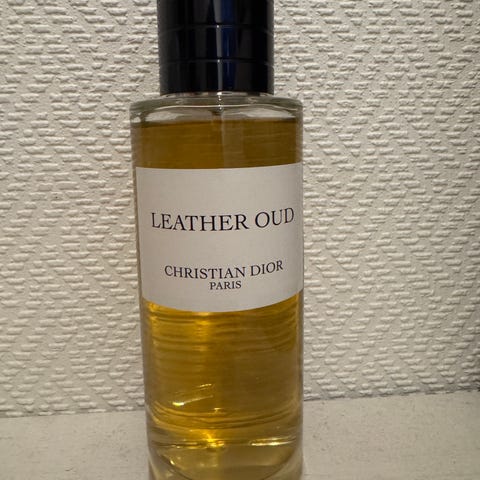 LEATHER OUD
CHRISTIAN DIOR
PARIS